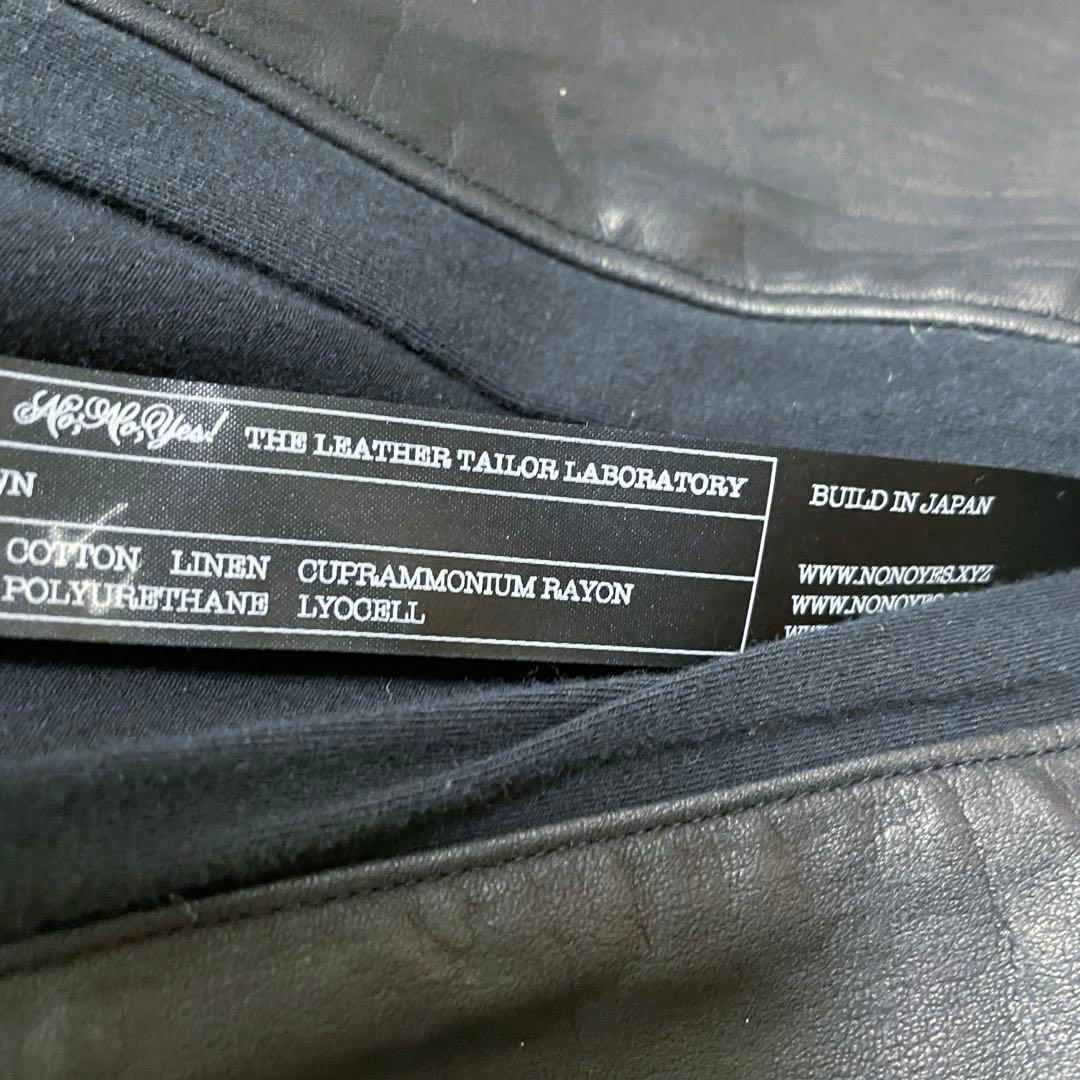 No,No,Yes! THE LEATHER TAILOR LABORATORY
WN
COTTON LINEN CUPRAMMONIUM RAYON
POLYURETHANE LYOCELL
BUILD IN JAPAN
WWW.NONOYES.XYZ